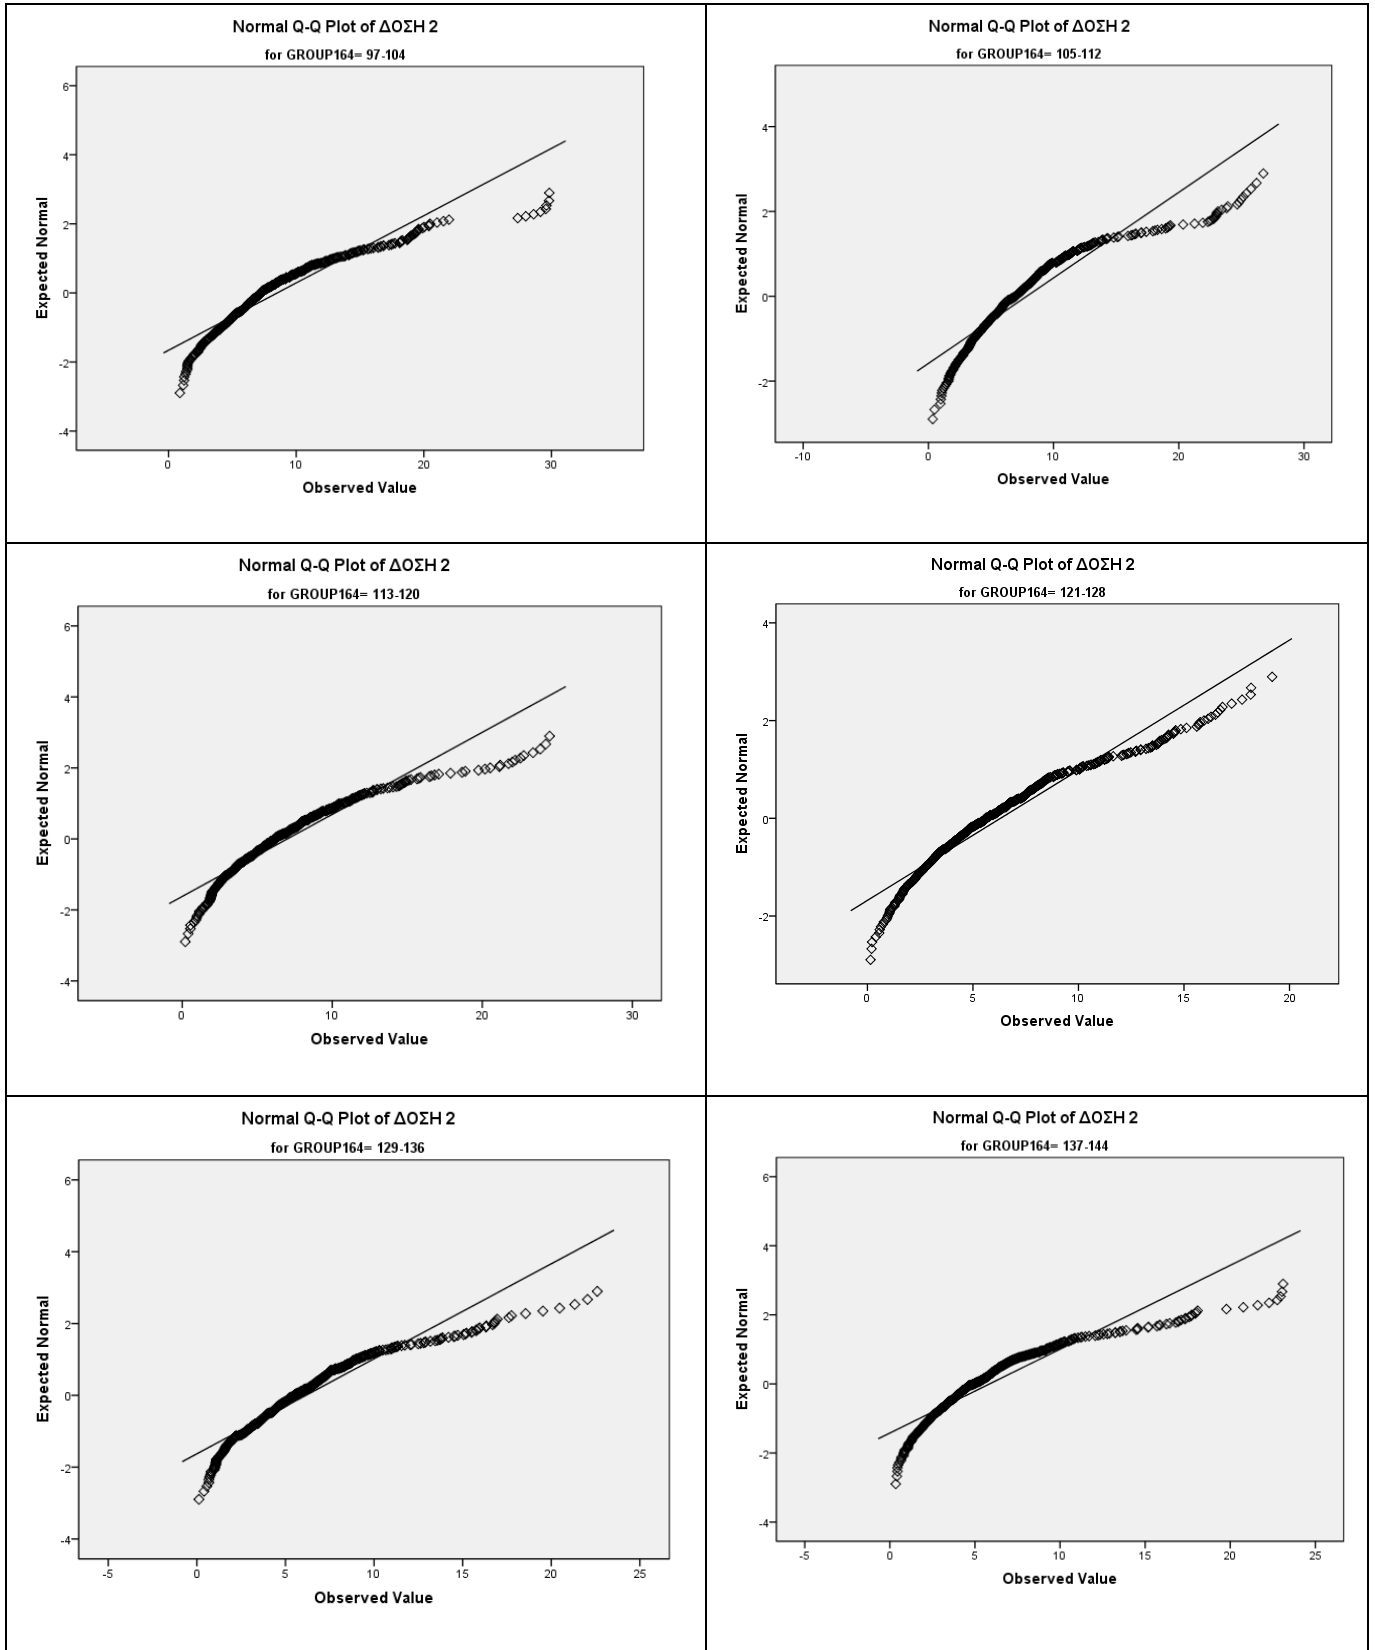 Normal Q-Q Plot of ΔΟΣΗ 2
for GROUP164= 97-104
6
4
2
0
-2
-4
Expected Normal
0 10 20 30
Observed Value
Normal Q-Q Plot of ΔΟΣΗ 2
for GROUP164= 105-112
4
2
0
-2
Expected Normal
-10 0 10 20 30
Observed Value
Normal Q-Q Plot of ΔΟΣΗ 2
for GROUP164= 113-120
6
4
2
0
-2
-4
Expected Normal
0 10 20 30
Observed Value
Normal Q-Q Plot of ΔΟΣΗ 2
for GROUP164= 121-128
4
2
0
-2
Expected Normal
0 5 10 15 20
Observed Value
Normal Q-Q Plot of ΔΟΣΗ 2
for GROUP164= 129-136
6
4
2
0
-2
-4
Expected Normal
-5 0 5 10 15 20 25
Observed Value
Normal Q-Q Plot of ΔΟΣΗ 2
for GROUP164= 137-144
6
4
2
0
-2
-4
Expected Normal
-5 0 5 10 15 20 25
Observed Value